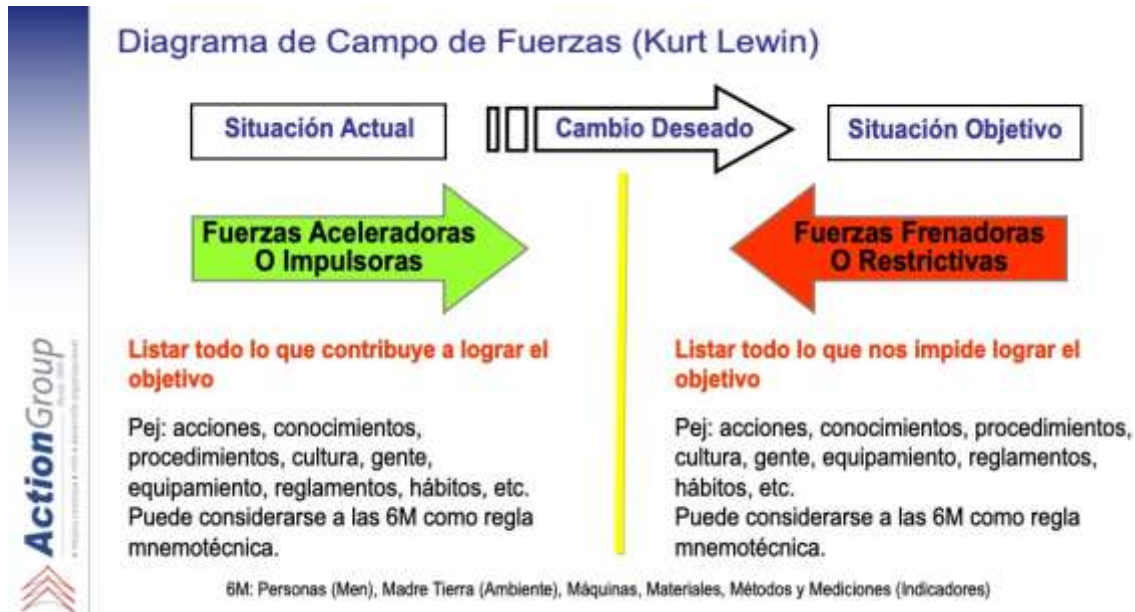 Diagrama de Campo de Fuerzas (Kurt Lewin)
Situación Actual
Cambio Deseado
Situación Objetivo
Fuerzas Aceleradoras
O Impulsoras
Fuerzas Frenadoras
O Restrictivas
Listar todo lo que contribuye a lograr el
objetivo
Pej: acciones, conocimientos,
procedimientos, cultura, gente,
equipamiento, reglamentos, hábitos, etc.
Puede considerarse a las 6M como regla
mnemotécnica.
Listar todo lo que nos impide lograr el
objetivo
Pej: acciones, conocimientos, procedimientos,
cultura, gente, equipamiento, reglamentos,
hábitos, etc.
Puede considerarse a las 6M como regla
mnemotécnica.
6M: Personas (Men), Madre Tierra (Ambiente), Máquinas, Materiales, Métodos y Mediciones (Indicadores)
ActionGroup